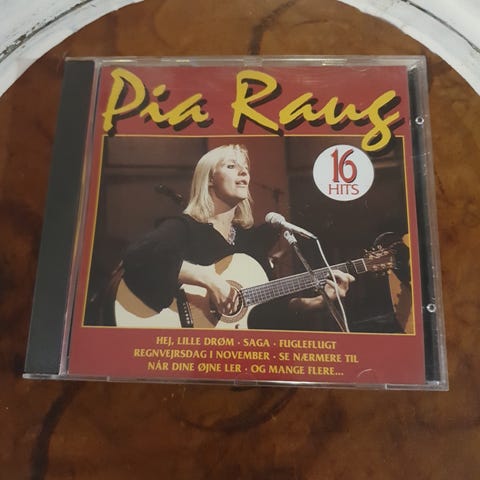 Pia Raug
16
HITS
HEJ, LILLE DRØM · SAGA · FUGLEFLUGT
REGNVEJRSDAG I NOVEMBER · SE NÆRMERE TIL
NÅR DINE ØJNE LER · OG MANGE FLERE...